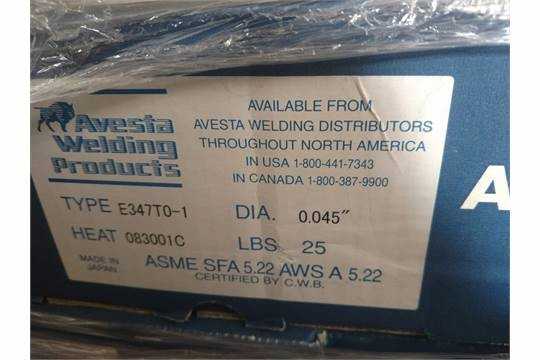 Avesta
Welding
Products
AVAILABLE FROM
AVESTA WELDING DISTRIBUTORS
THROUGHOUT NORTH AMERICA
IN USA 1-800-441-7343
IN CANADA 1-800-387-9900
TYPE E347T0-1 DIA. 0.045"
HEAT 083001C LBS 25
MADE IN
JAPAN
ASME SFA 5.22 AWS A 5.22
CERTIFIED BY C.W.B.
A